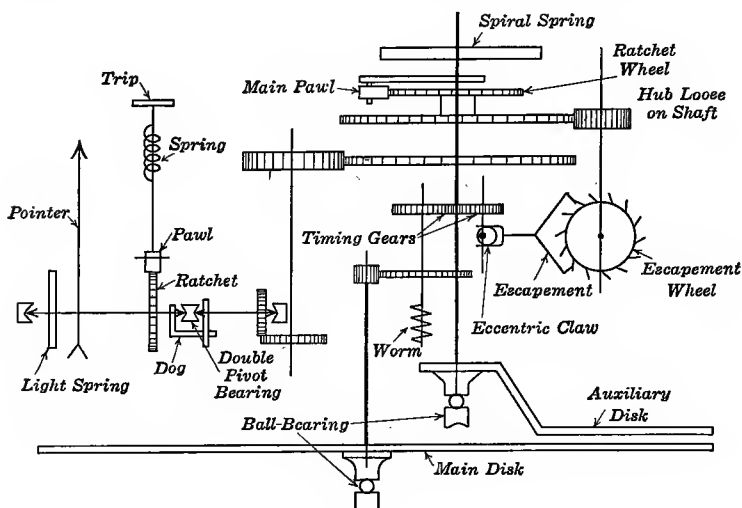 Spiral Spring
Ratchet
Wheel
Main Pawl
Hub Loose
on Shaft
Trip
Spring
Pointer
Pawl
Timing Gears
Ratchet
Escapement
Escapement
Wheel
Eccentric Claw
Worm
Dog
Double
Pivot
Bearing
Light Spring
Auxiliary
Disk
Ball-Bearing
Main Disk